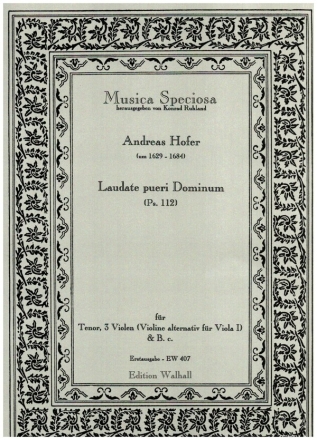 Musica Speciosa
herausgegeben von Konrad Ruhland
Andreas Hofer
(um 1629 - 1684)
Laudate pueri Dominum
(Ps. 112)
für
Tenor, 3 Violen (Violine alternativ für Viola I)
& B. c.
Erstausgabe - EW 407
Edition Walhall